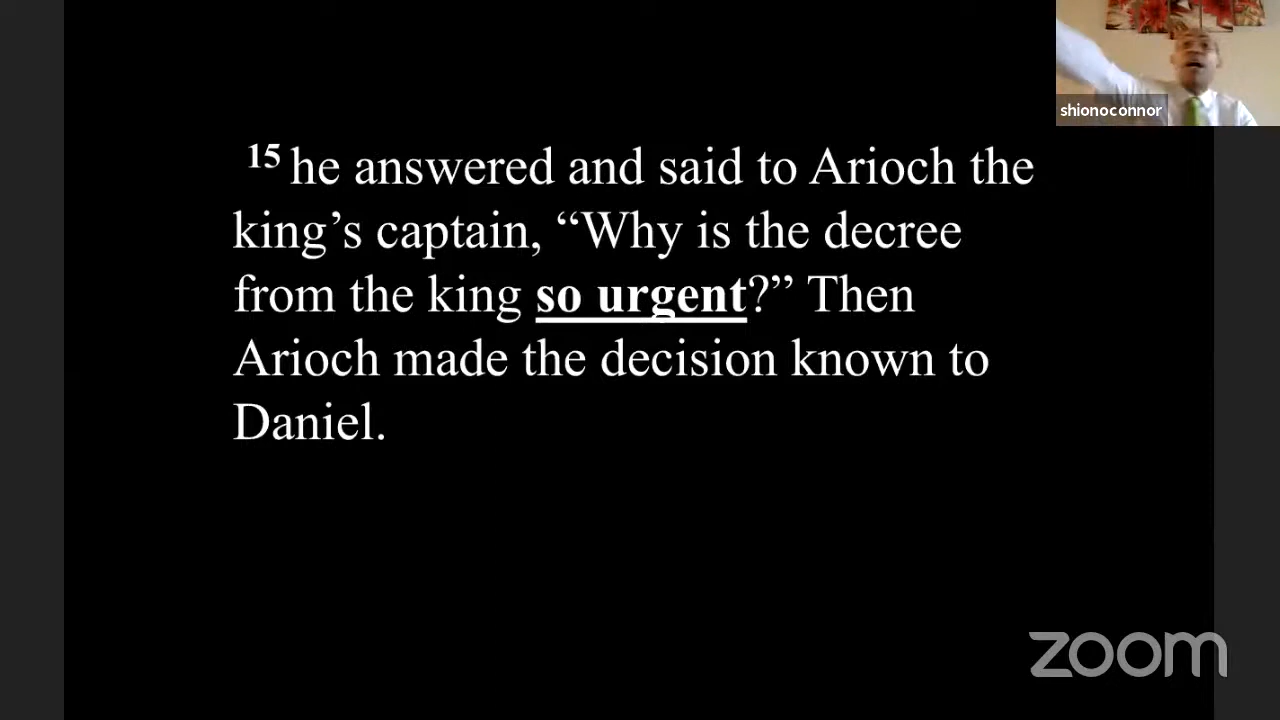 shionoconnor
15 he answered and said to Arioch the
king’s captain, “Why is the decree
from the king so urgent?” Then
Arioch made the decision known to
Daniel.
zoom